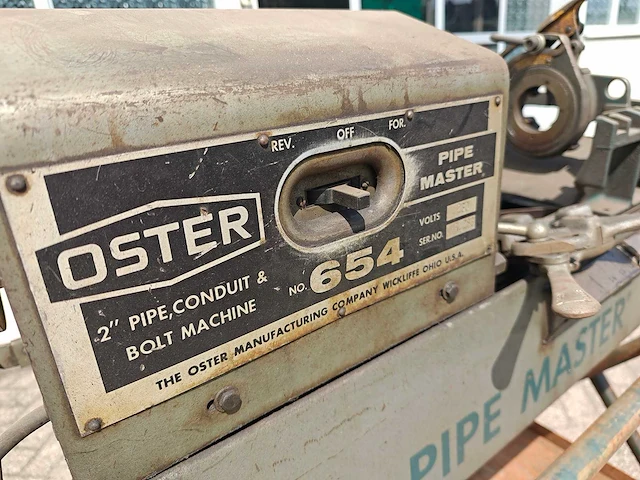 REV. OFF FOR.
OSTER
PIPE
MASTER
VOLTS
SER.NO.
2" PIPE, CONDUIT &
BOLT MACHINE
NO. 654
THE OSTER MANUFACTURING COMPANY WICKLIFFE OHIO U.S.A.
PIPE MASTER